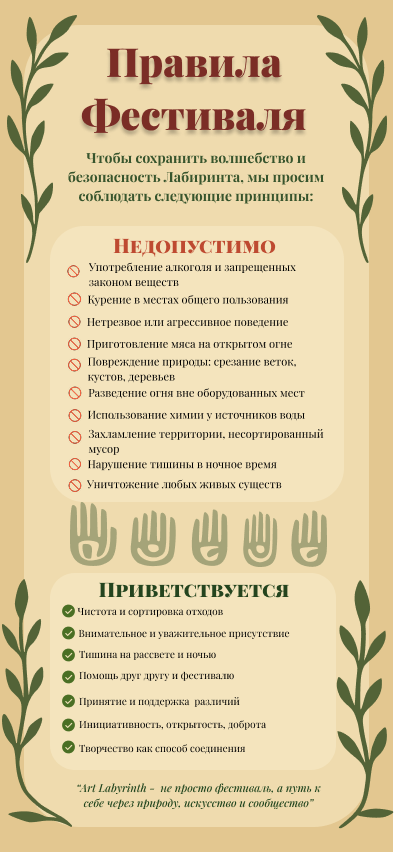 Правила
Фестиваля
Чтобы сохранить волшебство и
безопасность Лабиринта, мы просим
соблюдать следующие принципы:
Недопустимо
Употребление алкоголя и запрещенных
законом веществ
Курение в местах общего пользования
Нетрезвое или агрессивное поведение
Приготовление мяса на открытом огне
Повреждение природы: срезание веток,
кустов, деревьев
Разведение огня вне оборудованных мест
Использование химии у источников воды
Захламление территории, несортированный
мусор
Нарушение тишины в ночное время
Уничтожение любых живых существ
Приветствуется
Чистота и сортировка отходов
Внимательное и уважительное присутствие
Тишина на рассвете и ночью
Помощь друг другу и фестивалю
Принятие и поддержка различий
Инициативность, открытость, доброта
Творчество как способ соединения
“Art Labyrinth - не просто фестиваль, а путь к
себе через природу, искусство и сообщество”